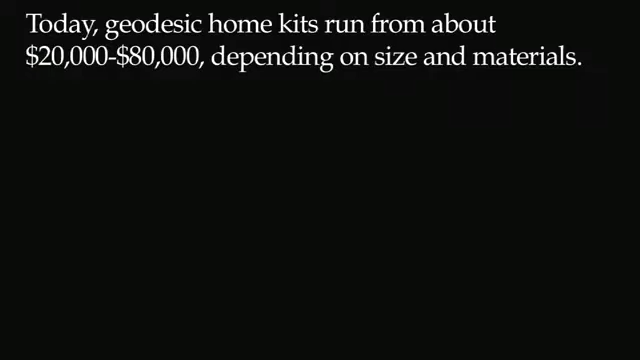 Today, geodesic home kits run from about
$20,000-$80,000, depending on size and materials.